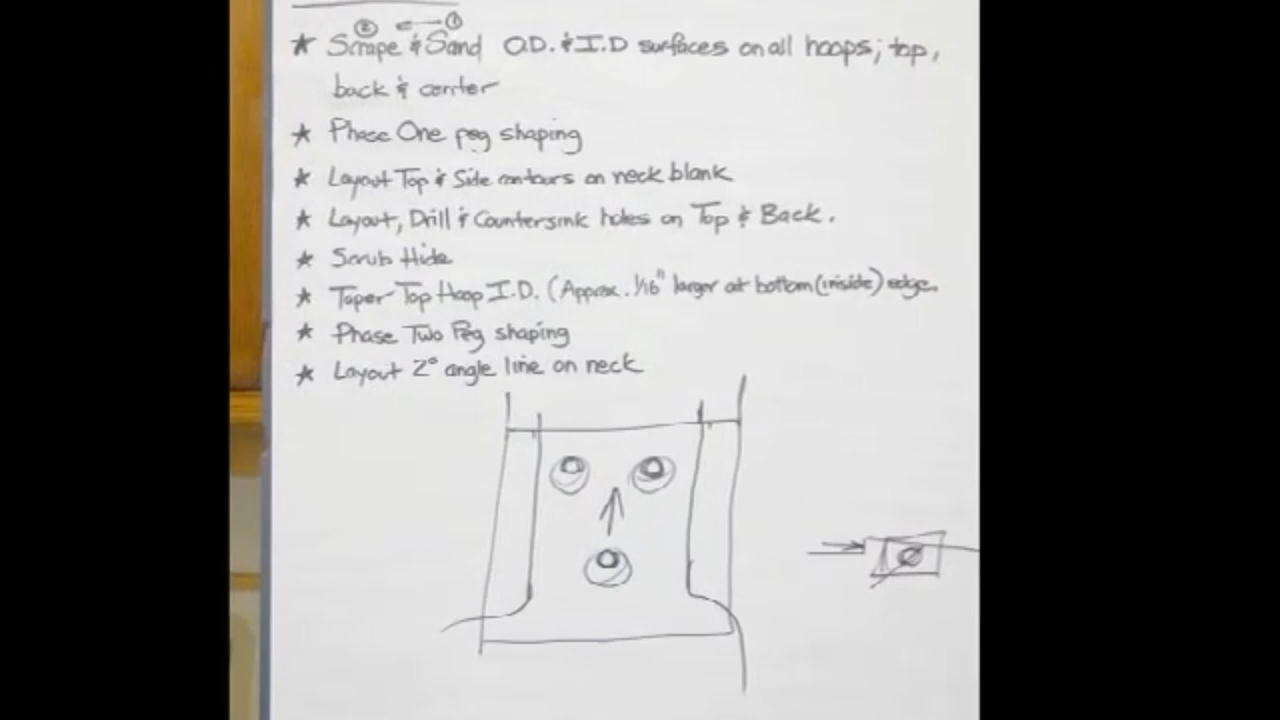 ② ← ①
★ Scrape & Sand O.D. & I.D surfaces on all hoops; top,
back & center
★ Phase One peg shaping
★ Layout Top & Side contours on neck blank
★ Layout, Drill & Countersink holes on Top & Back.
★ Scrub Hide
★ Taper Top Hoop I.D. (Approx. 1/16" larger at bottom (inside) edge.
★ Phase Two Peg shaping
★ Layout 2° angle line on neck